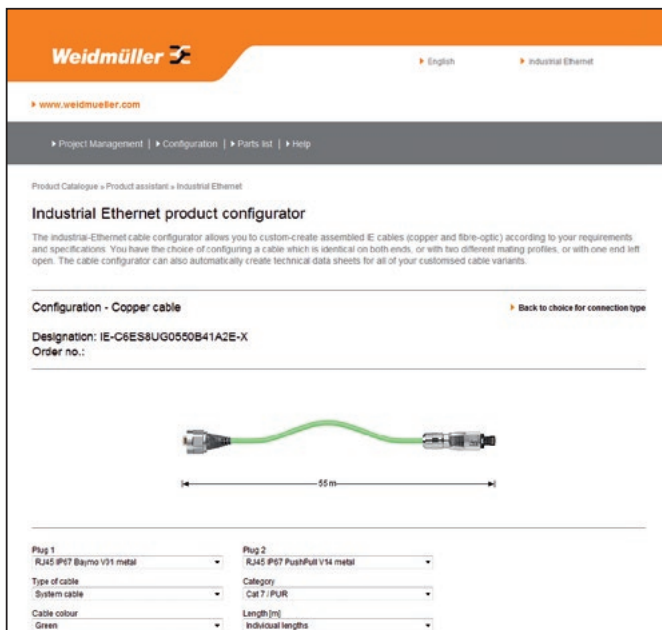 Weidmüller
English Industrial Ethernet
www.weidmueller.com
Project Management | Configuration | Parts list | Help
Product Catalogue » Product assistant » Industrial Ethernet
Industrial Ethernet product configurator
The industrial-Ethernet cable configurator allows you to custom-create assembled IE cables (copper and fibre-optic) according to your requirements
and specifications. You have the choice of configuring a cable which is identical on both ends, or with two different mating profiles, or with one end left
open. The cable configurator can also automatically create technical data sheets for all of your customised cable variants.
Configuration - Copper cable Back to choice for connection type
Designation: IE-C6ES8UG0550B41A2E-X
Order no.:
55 m
Plug 1 Plug 2
RJ45 IP67 Baymo V01 metal RJ45 IP67 PushPull V14 metal
Type of cable Category
System cable Cat 7 / PUR
Cable colour Length [m]
Green Individual lengths